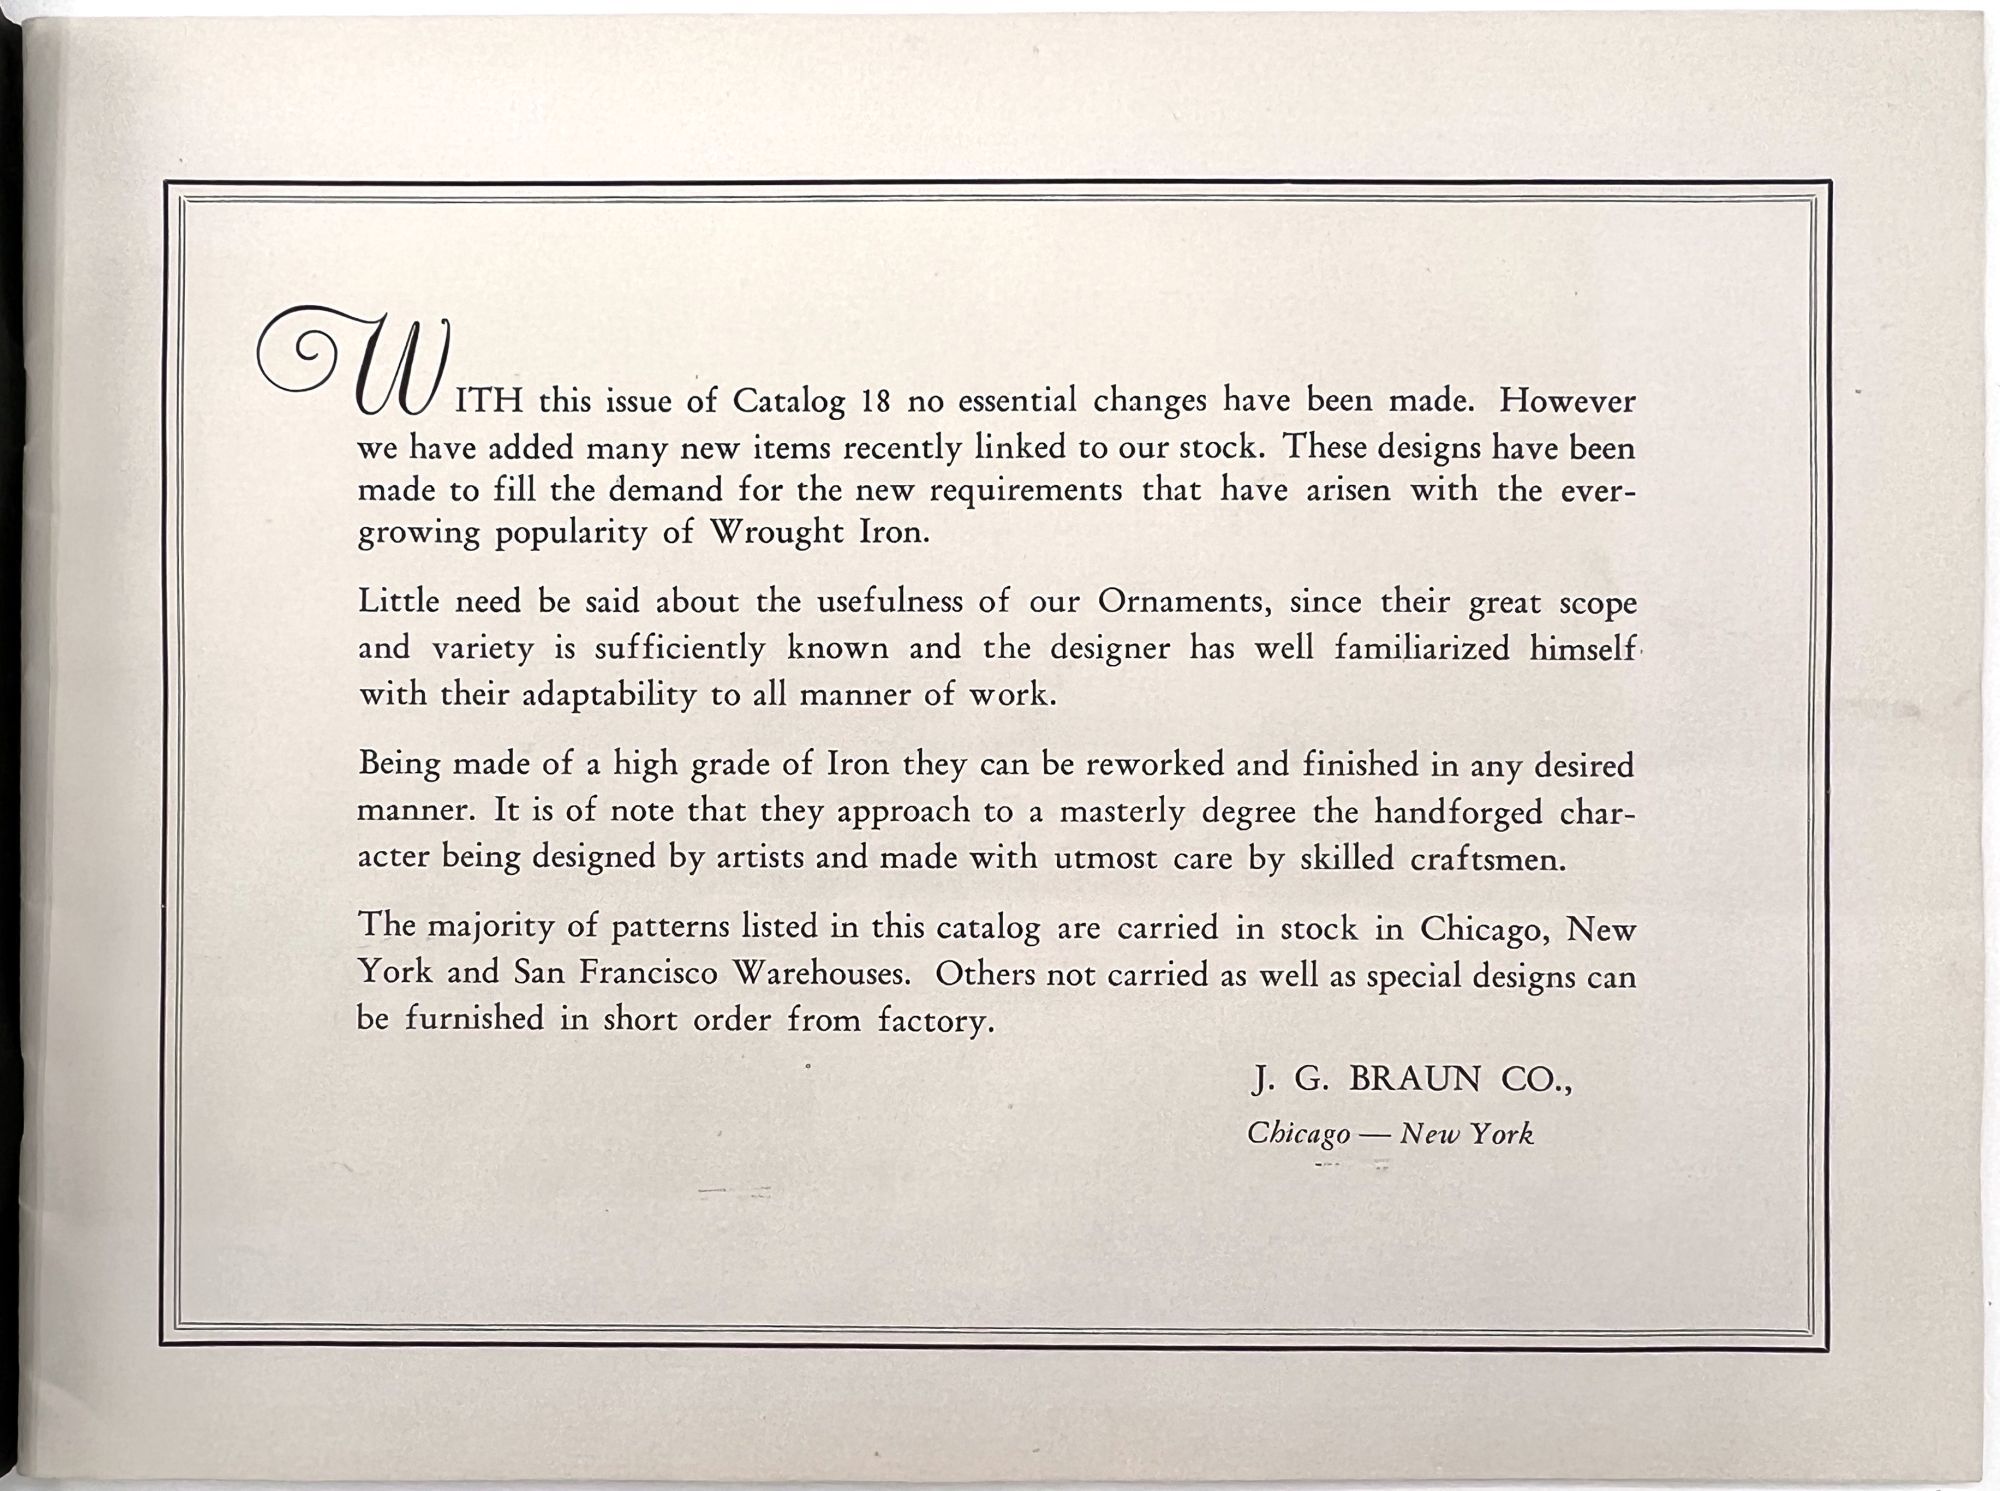 WITH this issue of Catalog 18 no essential changes have been made. However
we have added many new items recently linked to our stock. These designs have been
made to fill the demand for the new requirements that have arisen with the ever-
growing popularity of Wrought Iron.
Little need be said about the usefulness of our Ornaments, since their great scope
and variety is sufficiently known and the designer has well familiarized himself
with their adaptability to all manner of work.
Being made of a high grade of Iron they can be reworked and finished in any desired
manner. It is of note that they approach to a masterly degree the handforged char-
acter being designed by artists and made with utmost care by skilled craftsmen.
The majority of patterns listed in this catalog are carried in stock in Chicago, New
York and San Francisco Warehouses. Others not carried as well as special designs can
be furnished in short order from factory.
J. G. BRAUN CO.,
Chicago — New York